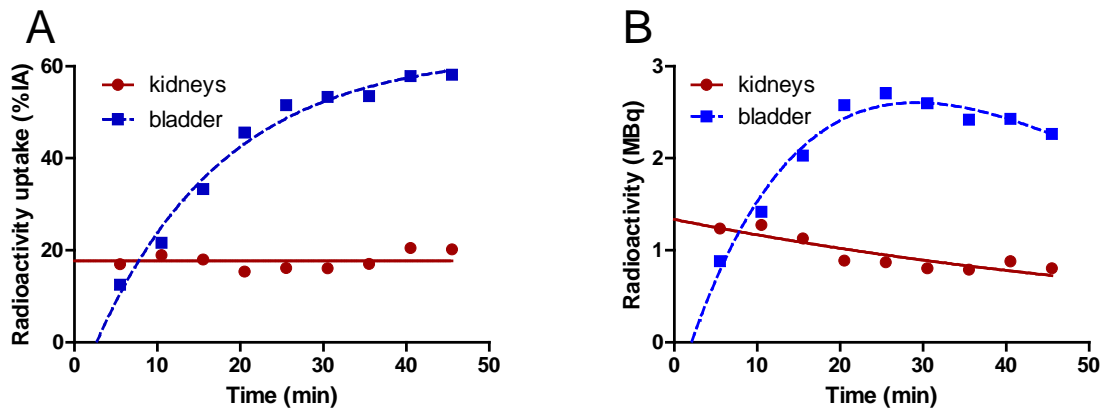 A
Radioactivity uptake (%IA)
60
40
20
0
kidneys
bladder
0 10 20 30 40 50
Time (min)
B
Radioactivity (MBq)
3
2
1
0
kidneys
bladder
0 10 20 30 40 50
Time (min)